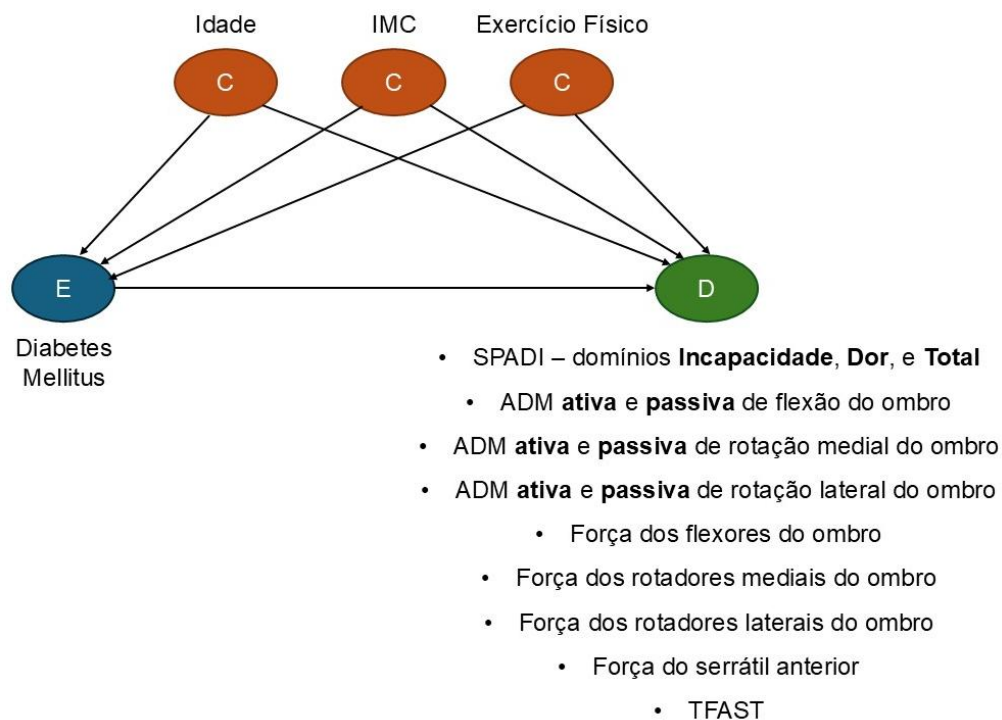 Idade IMC Exercício Físico
C C C
E D
Diabetes
Mellitus
• SPADI – domínios Incapacidade, Dor, e Total
• ADM ativa e passiva de flexão do ombro
• ADM ativa e passiva de rotação medial do ombro
• ADM ativa e passiva de rotação lateral do ombro
• Força dos flexores do ombro
• Força dos rotadores mediais do ombro
• Força dos rotadores laterais do ombro
• Força do serrátil anterior
• TFAST